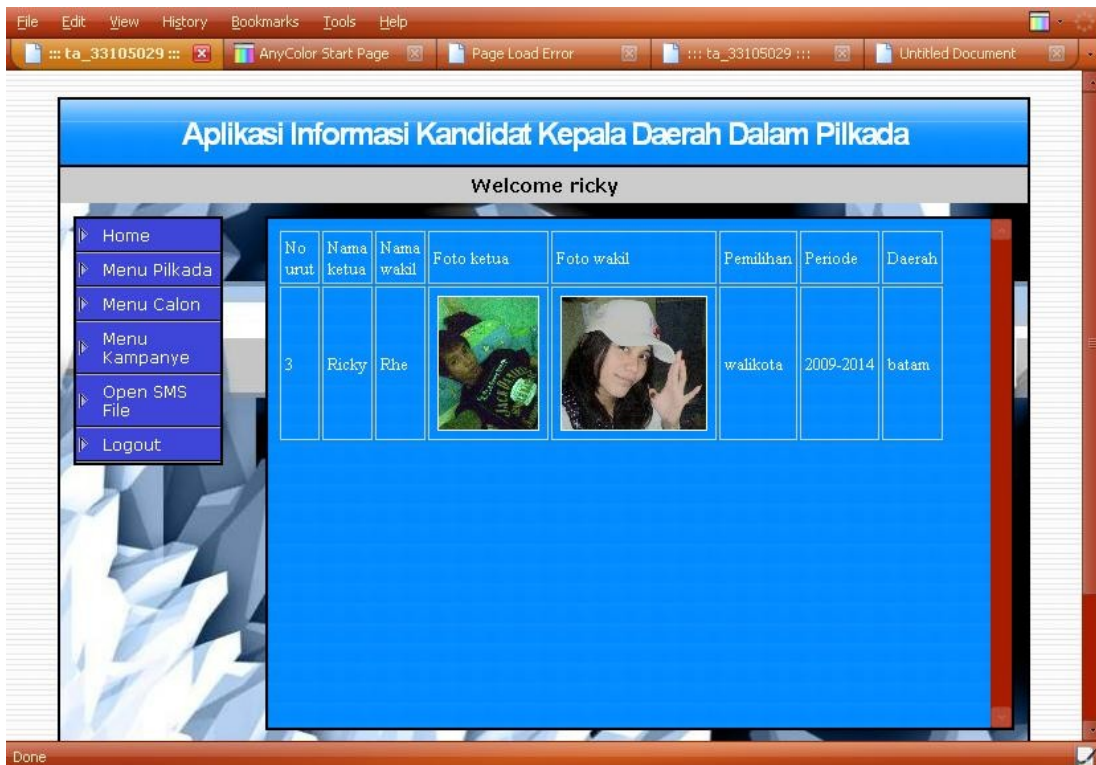 File Edit View History Bookmarks Tools Help
::: ta_33105029 ::: AnyColor Start Page Page Load Error ::: ta_33105029 ::: Untitled Document
Aplikasi Informasi Kandidat Kepala Daerah Dalam Pilkada
Welcome ricky
Home
Menu Pilkada
Menu Calon
Menu
Kampanye
Open SMS
File
Logout
No urut Nama ketua Nama wakil Foto ketua Foto wakil Pemilihan Periode Daerah
3 Ricky Rhe walikota 2009-2014 batam
Done